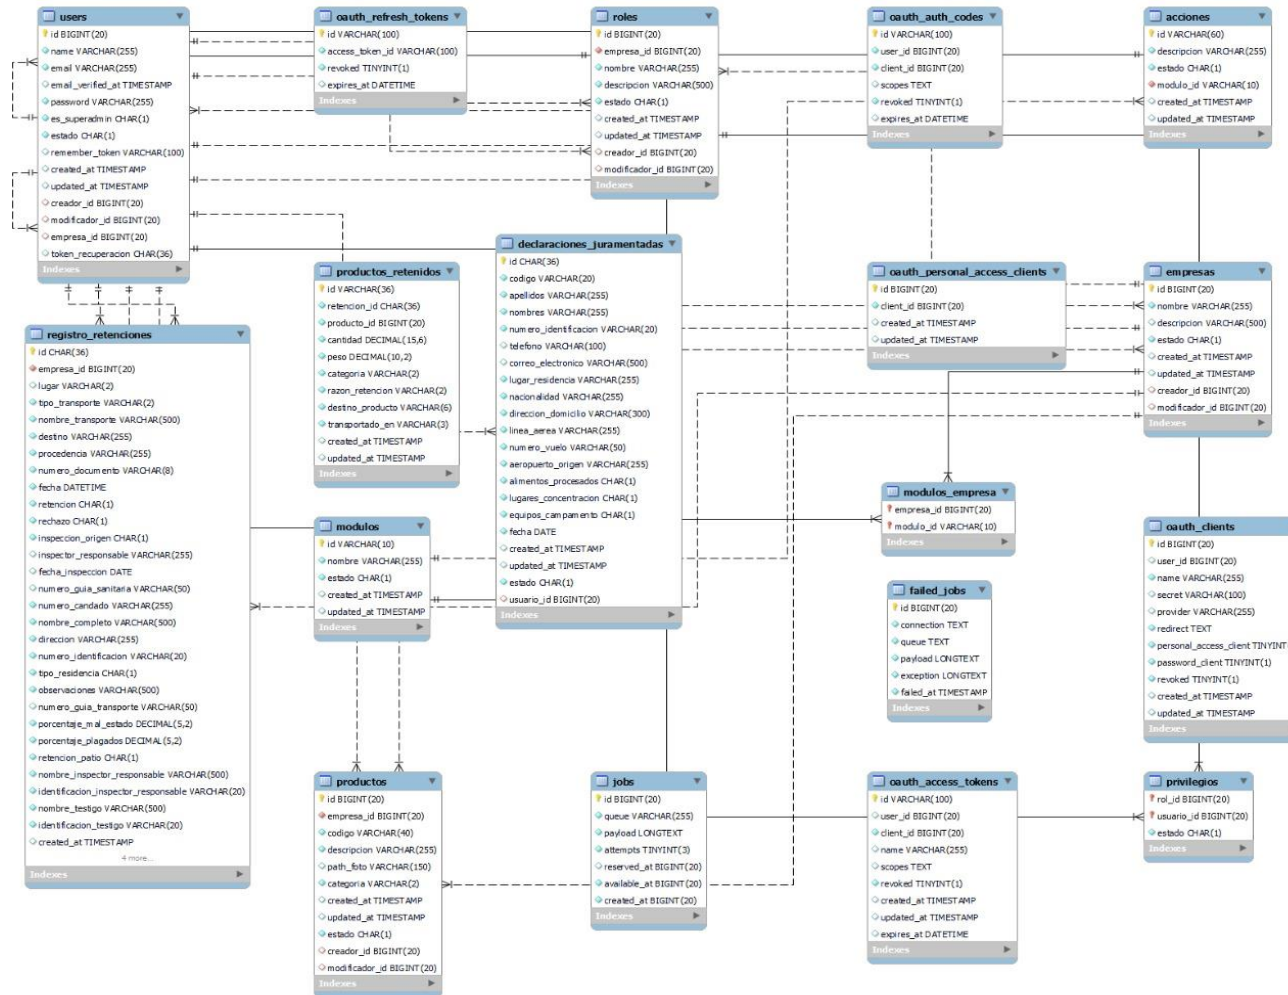 users
id BIGINT(20)
name VARCHAR(255)
email VARCHAR(255)
email_verified_at TIMESTAMP
password VARCHAR(255)
es_superadmin CHAR(1)
estado CHAR(1)
remember_token VARCHAR(100)
created_at TIMESTAMP
updated_at TIMESTAMP
creador_id BIGINT(20)
modificador_id BIGINT(20)
empresa_id BIGINT(20)
token_recuperacion CHAR(36)
Indexes
oauth_refresh_tokens
id VARCHAR(100)
access_token_id VARCHAR(100)
revoked TINYINT(1)
expires_at DATETIME
Indexes
roles
id BIGINT(20)
empresa_id BIGINT(20)
nombre VARCHAR(255)
descripcion VARCHAR(500)
estado CHAR(1)
created_at TIMESTAMP
updated_at TIMESTAMP
creador_id BIGINT(20)
modificador_id BIGINT(20)
Indexes
oauth_auth_codes
id VARCHAR(100)
user_id BIGINT(20)
client_id BIGINT(20)
scopes TEXT
revoked TINYINT(1)
expires_at DATETIME
Indexes
acciones
id VARCHAR(60)
descripcion VARCHAR(255)
estado CHAR(1)
modulo_id VARCHAR(10)
created_at TIMESTAMP
updated_at TIMESTAMP
Indexes
productos_retenidos
id VARCHAR(36)
retencion_id CHAR(36)
producto_id BIGINT(20)
cantidad DECIMAL(15,6)
peso DECIMAL(10,2)
categoria VARCHAR(2)
razon_retencion VARCHAR(2)
destino_producto VARCHAR(6)
transportado_en VARCHAR(3)
created_at TIMESTAMP
updated_at TIMESTAMP
Indexes
declaraciones_juramentadas
id CHAR(36)
codigo VARCHAR(20)
apellidos VARCHAR(255)
nombres VARCHAR(255)
numero_identificacion VARCHAR(20)
telefono VARCHAR(100)
correo_electronico VARCHAR(500)
lugar_residencia VARCHAR(255)
nacionalidad VARCHAR(255)
direccion_domicilio VARCHAR(300)
linea_aerea VARCHAR(255)
numero_vuelo VARCHAR(50)
aeropuerto_origen VARCHAR(255)
alimentos_procesados CHAR(1)
lugares_concentracion CHAR(1)
equipos_campamento CHAR(1)
fecha DATE
created_at TIMESTAMP
updated_at TIMESTAMP
estado CHAR(1)
usuario_id BIGINT(20)
Indexes
oauth_personal_access_clients
id BIGINT(20)
client_id BIGINT(20)
created_at TIMESTAMP
updated_at TIMESTAMP
Indexes
empresas
id BIGINT(20)
nombre VARCHAR(255)
descripcion VARCHAR(500)
estado CHAR(1)
created_at TIMESTAMP
updated_at TIMESTAMP
creador_id BIGINT(20)
modificador_id BIGINT(20)
Indexes
registro_retenciones
id CHAR(36)
empresa_id BIGINT(20)
lugar VARCHAR(2)
tipo_transporte VARCHAR(2)
nombre_transporte VARCHAR(500)
destino VARCHAR(255)
procedencia VARCHAR(255)
numero_documento VARCHAR(8)
fecha DATETIME
retencion CHAR(1)
rechazo CHAR(1)
inspeccion_origen CHAR(1)
inspector_responsable VARCHAR(255)
fecha_inspeccion DATE
numero_guia_sanitaria VARCHAR(50)
numero_candado VARCHAR(255)
nombre_completo VARCHAR(500)
direccion VARCHAR(255)
numero_identificacion VARCHAR(20)
tipo_residencia CHAR(1)
observaciones VARCHAR(500)
numero_guia_transporte VARCHAR(50)
porcentaje_mal_estado DECIMAL(5,2)
porcentaje_plagados DECIMAL(5,2)
retencion_patio CHAR(1)
nombre_inspector_responsable VARCHAR(500)
identificacion_inspector_responsable VARCHAR(20)
nombre_testigo VARCHAR(500)
identificacion_testigo VARCHAR(20)
created_at TIMESTAMP
4 more...
Indexes
modulos
id VARCHAR(10)
nombre VARCHAR(255)
estado CHAR(1)
created_at TIMESTAMP
updated_at TIMESTAMP
Indexes
modulos_empresa
empresa_id BIGINT(20)
modulo_id VARCHAR(10)
Indexes
oauth_clients
id BIGINT(20)
user_id BIGINT(20)
name VARCHAR(255)
secret VARCHAR(100)
provider VARCHAR(255)
redirect TEXT
personal_access_client TINYINT
password_client TINYINT(1)
revoked TINYINT(1)
created_at TIMESTAMP
updated_at TIMESTAMP
Indexes
failed_jobs
id BIGINT(20)
connection TEXT
queue TEXT
payload LONGTEXT
exception LONGTEXT
failed_at TIMESTAMP
Indexes
productos
id BIGINT(20)
empresa_id BIGINT(20)
codigo VARCHAR(40)
descripcion VARCHAR(255)
path_foto VARCHAR(150)
categoria VARCHAR(2)
created_at TIMESTAMP
updated_at TIMESTAMP
estado CHAR(1)
creador_id BIGINT(20)
modificador_id BIGINT(20)
Indexes
jobs
id BIGINT(20)
queue VARCHAR(255)
payload LONGTEXT
attempts TINYINT(3)
reserved_at BIGINT(20)
available_at BIGINT(20)
created_at BIGINT(20)
Indexes
oauth_access_tokens
id VARCHAR(100)
user_id BIGINT(20)
client_id BIGINT(20)
name VARCHAR(255)
scopes TEXT
revoked TINYINT(1)
created_at TIMESTAMP
updated_at TIMESTAMP
expires_at DATETIME
Indexes
privilegios
rol_id BIGINT(20)
usuario_id BIGINT(20)
estado CHAR(1)
Indexes